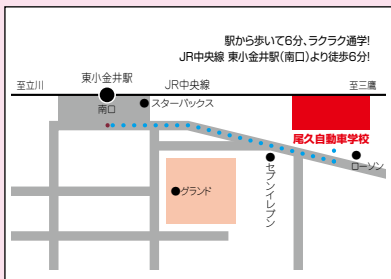 駅から歩いて6分、ラクラク通学!
JR中央線 東小金井駅(南口)より徒歩6分!
東小金井駅
JR中央線
至立川
至三鷹
南口
スターバックス
尾久自動車学校
ローソン
セブンイレブン
グランド